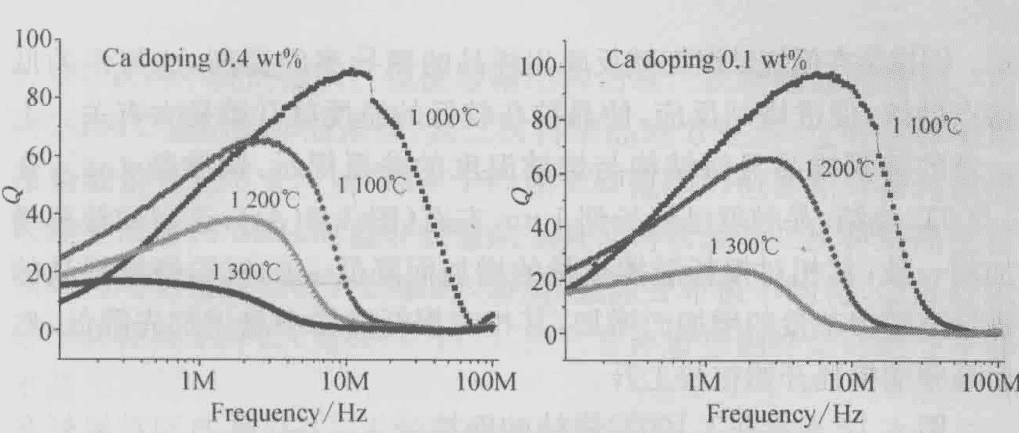 Ca doping 0.4 wt%
100
80
60
40
20
0
Q
1 000℃
1 100℃
1 200℃
1 300℃
1M
10M
100M
Frequency/Hz
Ca doping 0.1 wt%
100
80
60
40
20
0
Q
1 100℃
1 200℃
1 300℃
1M
10M
100M
Frequency/Hz